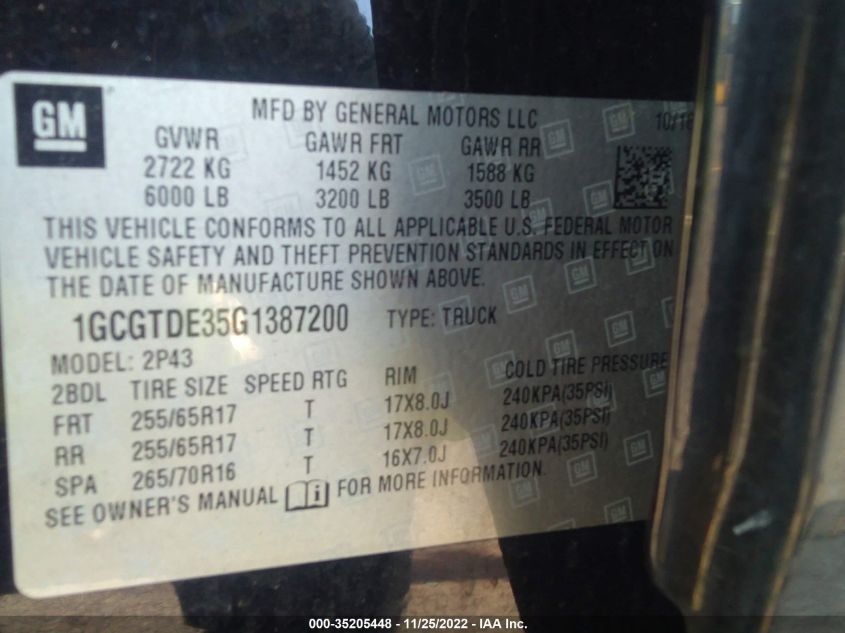 GM
MFD BY GENERAL MOTORS LLC 10/16
GVWR GAWR FRT GAWR RR
2722 KG 1452 KG 1588 KG
6000 LB 3200 LB 3500 LB
THIS VEHICLE CONFORMS TO ALL APPLICABLE U.S. FEDERAL MOTOR
VEHICLE SAFETY AND THEFT PREVENTION STANDARDS IN EFFECT ON
THE DATE OF MANUFACTURE SHOWN ABOVE.
1GCGTDE35G1387200 TYPE: TRUCK
MODEL: 2P43
2BDL TIRE SIZE SPEED RTG RIM COLD TIRE PRESSURE
FRT 255/65R17 T 17X8.0J 240KPA(35PSI)
RR 255/65R17 T 17X8.0J 240KPA(35PSI)
SPA 265/70R16 T 16X7.0J 240KPA(35PSI)
SEE OWNER'S MANUAL FOR MORE INFORMATION.
000-35205448 - 11/25/2022 - IAA Inc.